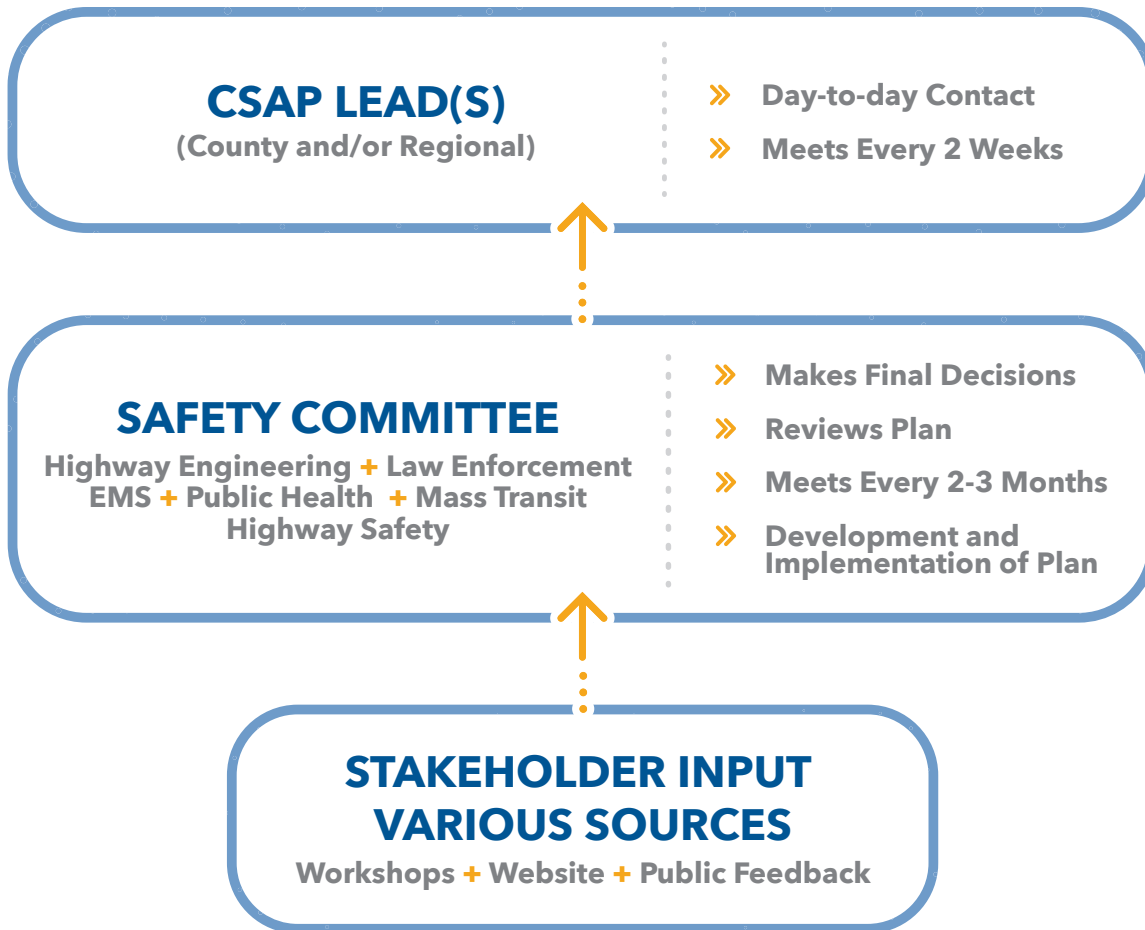 CSAP LEAD(S)
(County and/or Regional)
Day-to-day Contact
Meets Every 2 Weeks
SAFETY COMMITTEE
Highway Engineering + Law Enforcement
EMS + Public Health + Mass Transit
Highway Safety
Makes Final Decisions
Reviews Plan
Meets Every 2-3 Months
Development and
Implementation of Plan
STAKEHOLDER INPUT
VARIOUS SOURCES
Workshops + Website + Public Feedback